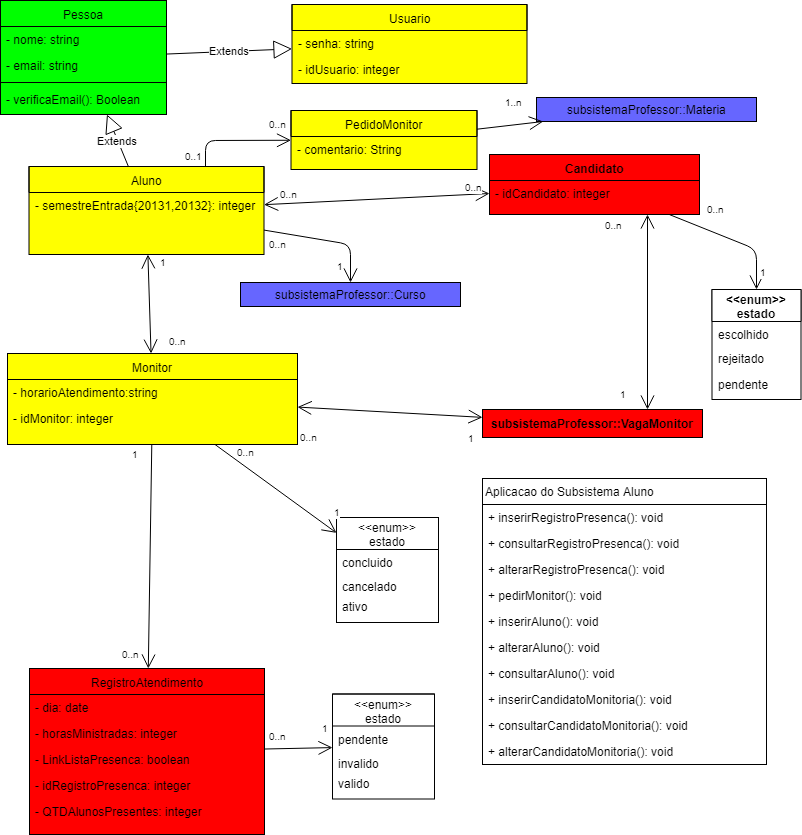 Pessoa
- nome: string
- email: string
- verificaEmail(): Boolean
Extends
Usuario
- senha: string
- idUsuario: integer
Extends
0..n
0..1
PedidoMonitor
- comentario: String
1..n
subsistemaProfessor::Materia
Aluno
- semestreEntrada{20131,20132}: integer
0..n
0..n
Candidato
- idCandidato: integer
0..n
0..n
0..n
1
subsistemaProfessor::Curso
1
0..n
1
<<enum>>
estado
escolhido
rejeitado
pendente
Monitor
- horarioAtendimento:string
- idMonitor: integer
0..n
1
1
subsistemaProfessor::VagaMonitor
1
0..n
1
<<enum>>
estado
concluido
cancelado
ativo
Aplicacao do Subsistema Aluno
+ inserirRegistroPresenca(): void
+ consultarRegistroPresenca(): void
+ alterarRegistroPresenca(): void
+ pedirMonitor(): void
+ inserirAluno(): void
+ alterarAluno(): void
+ consultarAluno(): void
+ inserirCandidatoMonitoria(): void
+ consultarCandidatoMonitoria(): void
+ alterarCandidatoMonitoria(): void
0..n
RegistroAtendimento
- dia: date
- horasMinistradas: integer
- LinkListaPresenca: boolean
- idRegistroPresenca: integer
- QTDAlunosPresentes: integer
0..n
1
<<enum>>
estado
pendente
invalido
valido